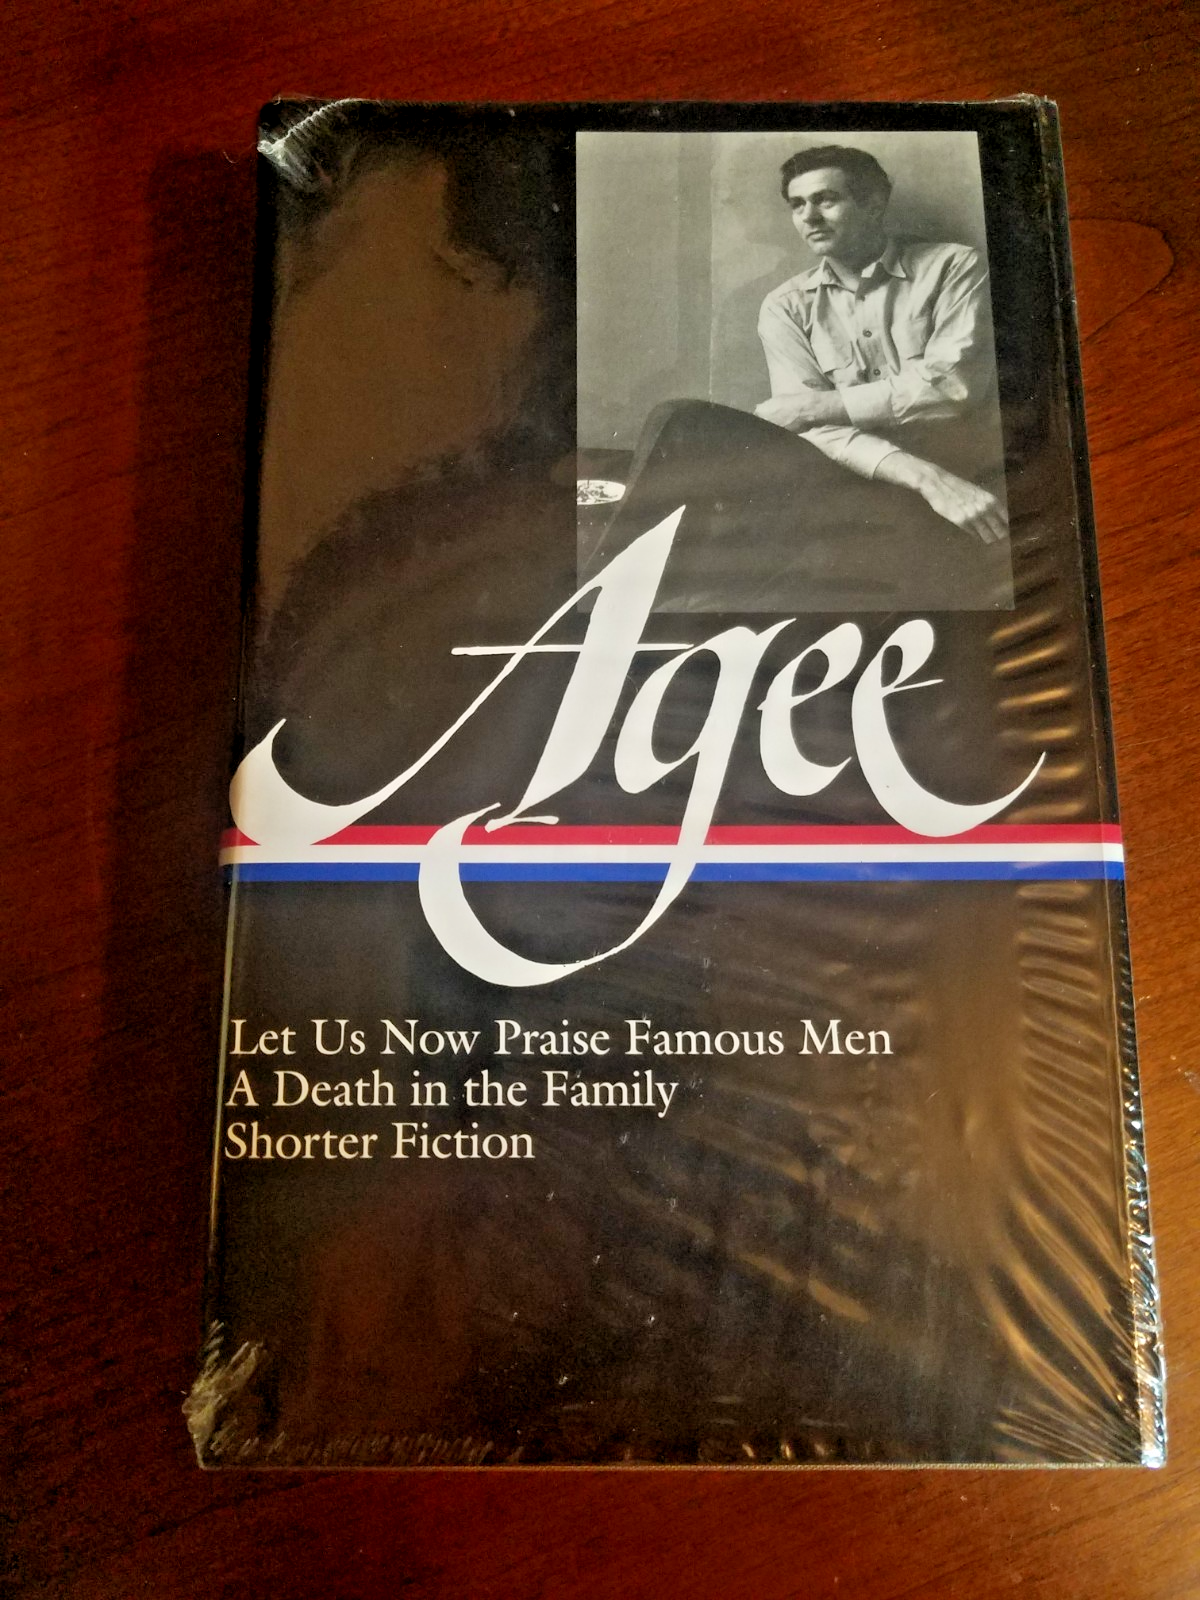 Agee
Let Us Now Praise Famous Men
A Death in the Family
Shorter Fiction